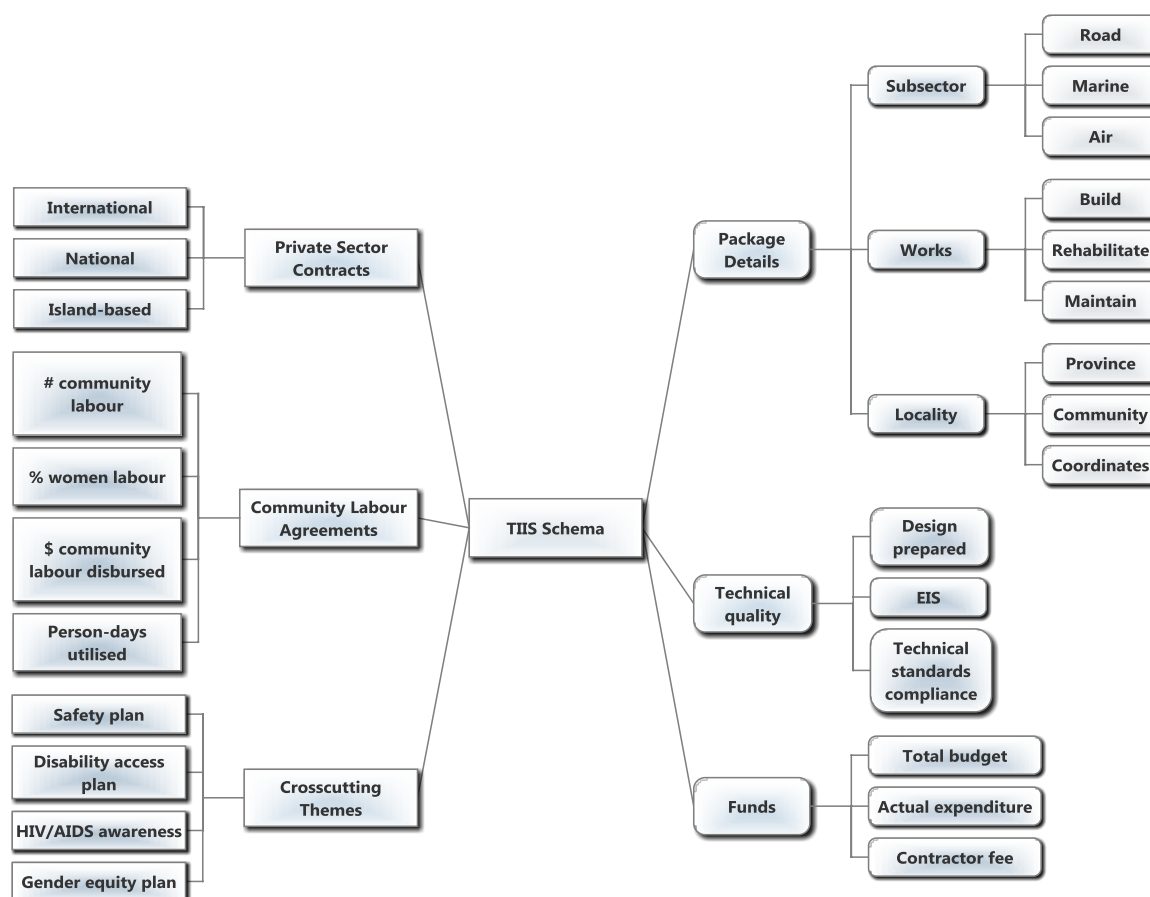 International
National
Island-based
Private Sector
Contracts
# community
labour
% women labour
$ community
labour disbursed
Person-days
utilised
Community Labour
Agreements
Safety plan
Disability access
plan
HIV/AIDS awareness
Gender equity plan
Crosscutting
Themes
TIIS Schema
Package
Details
Subsector
Road
Marine
Air
Works
Build
Rehabilitate
Maintain
Locality
Province
Community
Coordinates
Technical
quality
Design
prepared
EIS
Technical
standards
compliance
Funds
Total budget
Actual expenditure
Contractor fee